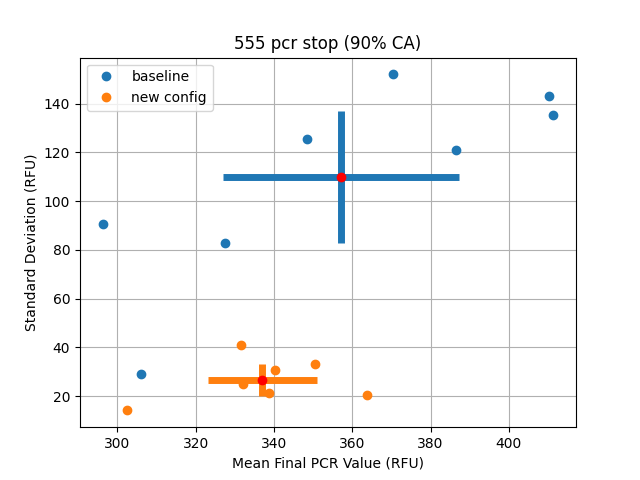 555 pcr stop (90% CA)
baseline
new config
Standard Deviation (RFU)
140
120
100
80
60
40
20
300 320 340 360 380 400
Mean Final PCR Value (RFU)